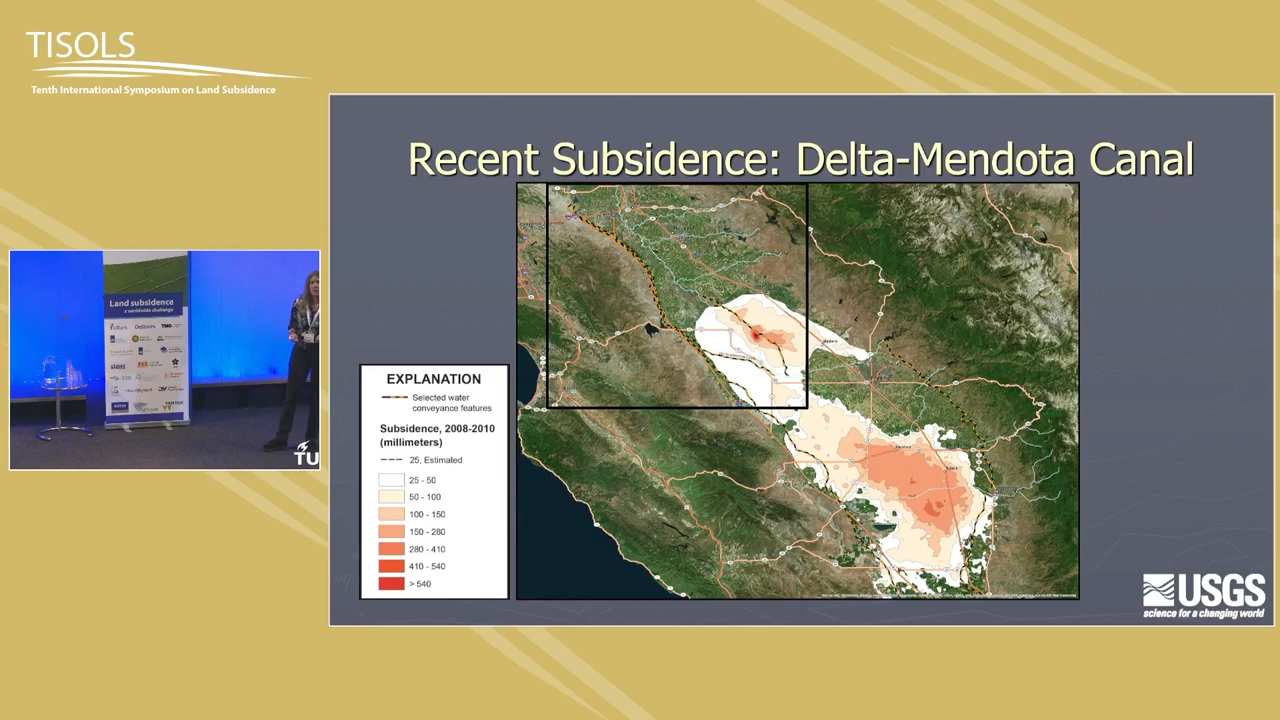 TISOLS
Tenth International Symposium on Land Subsidence
Recent Subsidence: Delta-Mendota Canal
EXPLANATION
Selected water
conveyance features
Subsidence, 2008-2010
(millimeters)
25, Estimated
25 - 50
50 - 100
100 - 150
150 - 280
280 - 410
410 - 540
> 540
Land subsidence
a worldwide challenge
Deltares
TNO
TU
USGS
science for a changing world